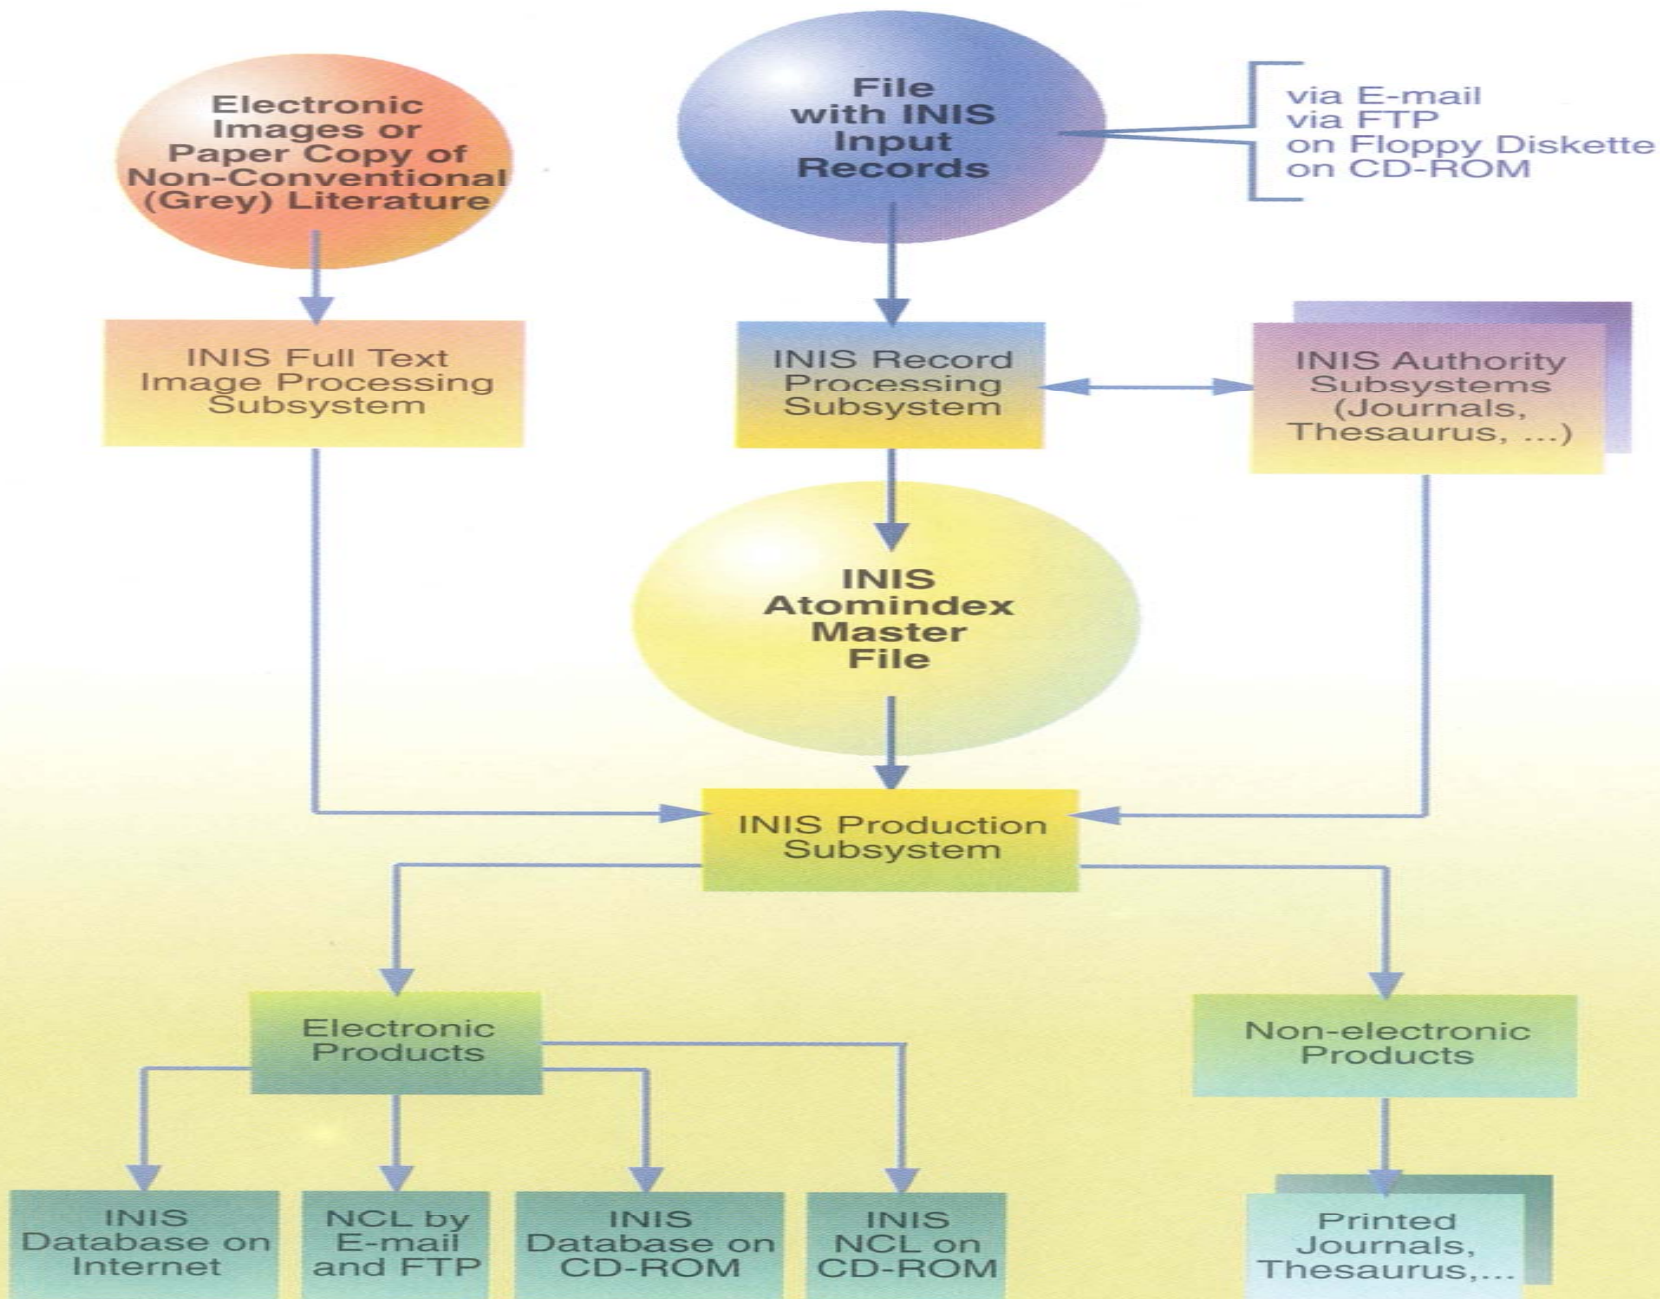 Electronic
Images or
Paper Copy of
Non-Conventional
(Grey) Literature
File
with INIS
Input
Records
via E-mail
via FTP
on Floppy Diskette
on CD-ROM
INIS Full Text
Image Processing
Subsystem
INIS Record
Processing
Subsystem
INIS Authority
Subsystems
(Journals,
Thesaurus, ...)
INIS
Atomindex
Master
File
INIS Production
Subsystem
Electronic
Products
Non-electronic
Products
INIS
Database on
Internet
NCL by
E-mail
and FTP
INIS
Database on
CD-ROM
INIS
NCL on
CD-ROM
Printed
Journals,
Thesaurus,...